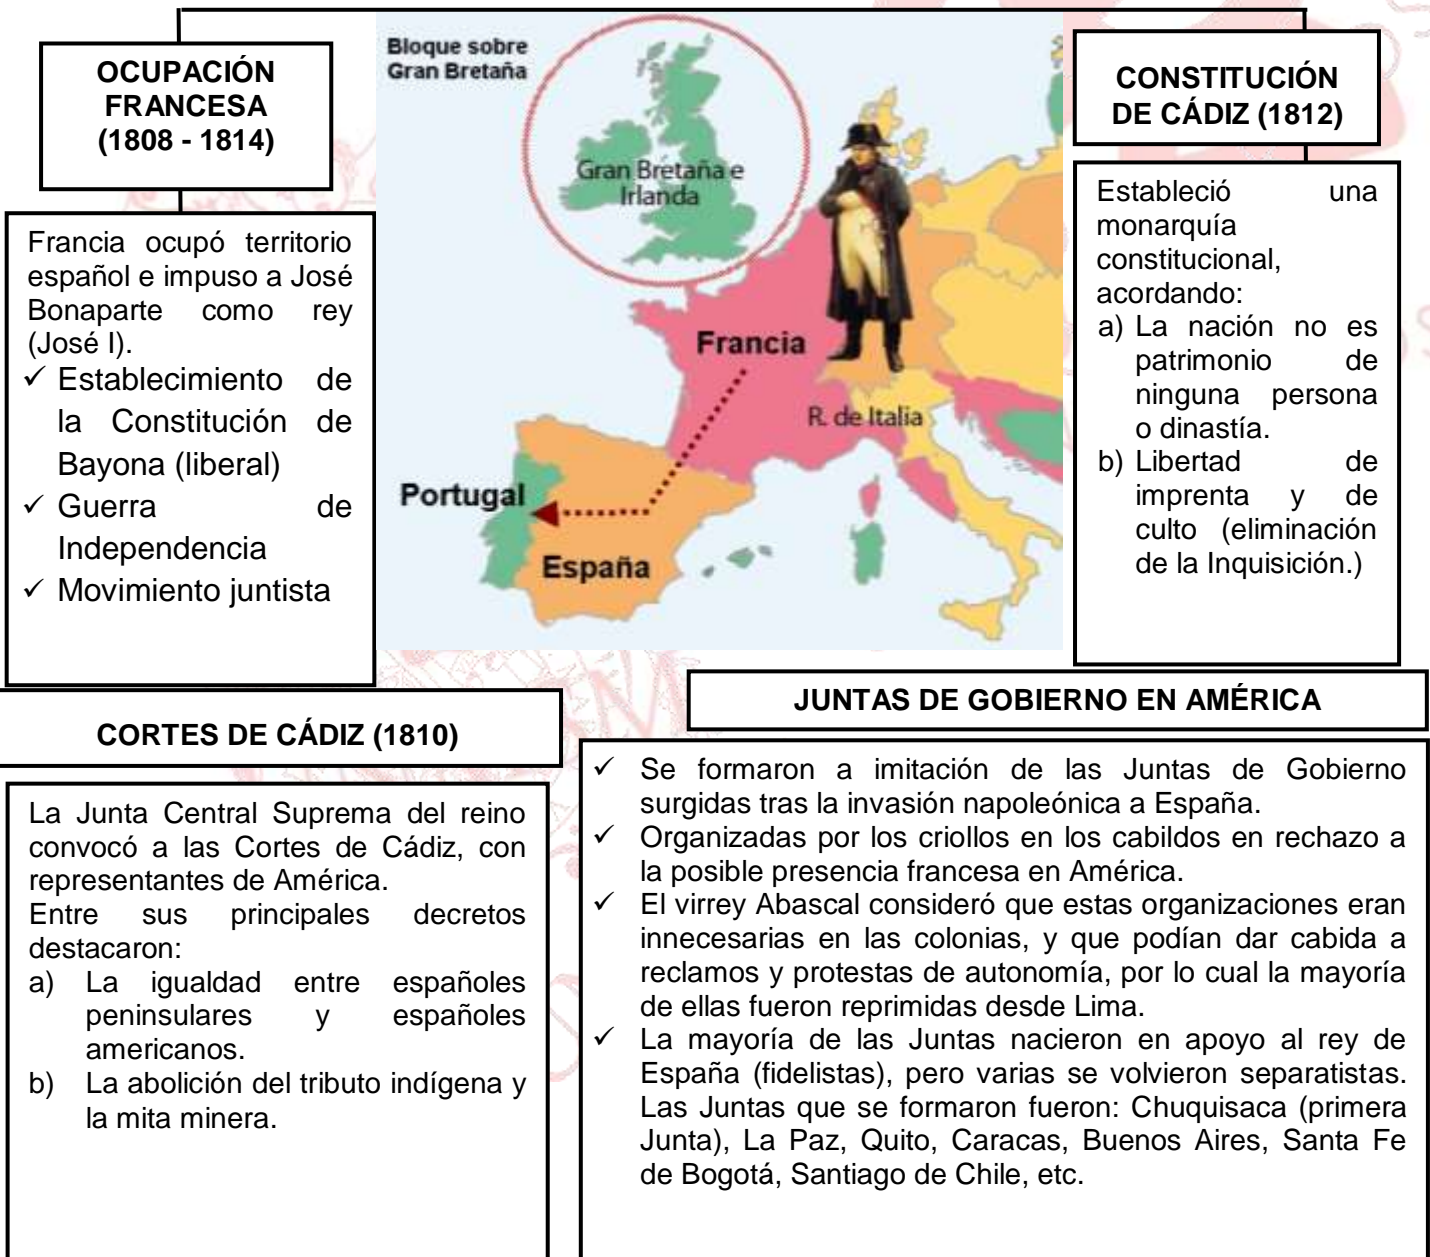 OCUPACIÓN
FRANCESA
(1808 - 1814)
Francia ocupó territorio
español e impuso a José
Bonaparte como rey
(José I).
✓ Establecimiento de
la Constitución de
Bayona (liberal)
✓ Guerra de
Independencia
✓ Movimiento juntista
Bloque sobre
Gran Bretaña
Gran Bretaña e
Irlanda
Francia
R. de Italia
Portugal
España
CONSTITUCIÓN
DE CÁDIZ (1812)
Estableció una
monarquía
constitucional,
acordando:
a) La nación no es
patrimonio de
ninguna persona
o dinastía.
b) Libertad de
imprenta y de
culto (eliminación
de la Inquisición.)
CORTES DE CÁDIZ (1810)
La Junta Central Suprema del reino
convocó a las Cortes de Cádiz, con
representantes de América.
Entre sus principales decretos
destacaron:
a) La igualdad entre españoles
peninsulares y españoles
americanos.
b) La abolición del tributo indígena y
la mita minera.
JUNTAS DE GOBIERNO EN AMÉRICA
✓ Se formaron a imitación de las Juntas de Gobierno
surgidas tras la invasión napoleónica a España.
✓ Organizadas por los criollos en los cabildos en rechazo a
la posible presencia francesa en América.
✓ El virrey Abascal consideró que estas organizaciones eran
innecesarias en las colonias, y que podían dar cabida a
reclamos y protestas de autonomía, por lo cual la mayoría
de ellas fueron reprimidas desde Lima.
✓ La mayoría de las Juntas nacieron en apoyo al rey de
España (fidelistas), pero varias se volvieron separatistas.
Las Juntas que se formaron fueron: Chuquisaca (primera
Junta), La Paz, Quito, Caracas, Buenos Aires, Santa Fe
de Bogotá, Santiago de Chile, etc.